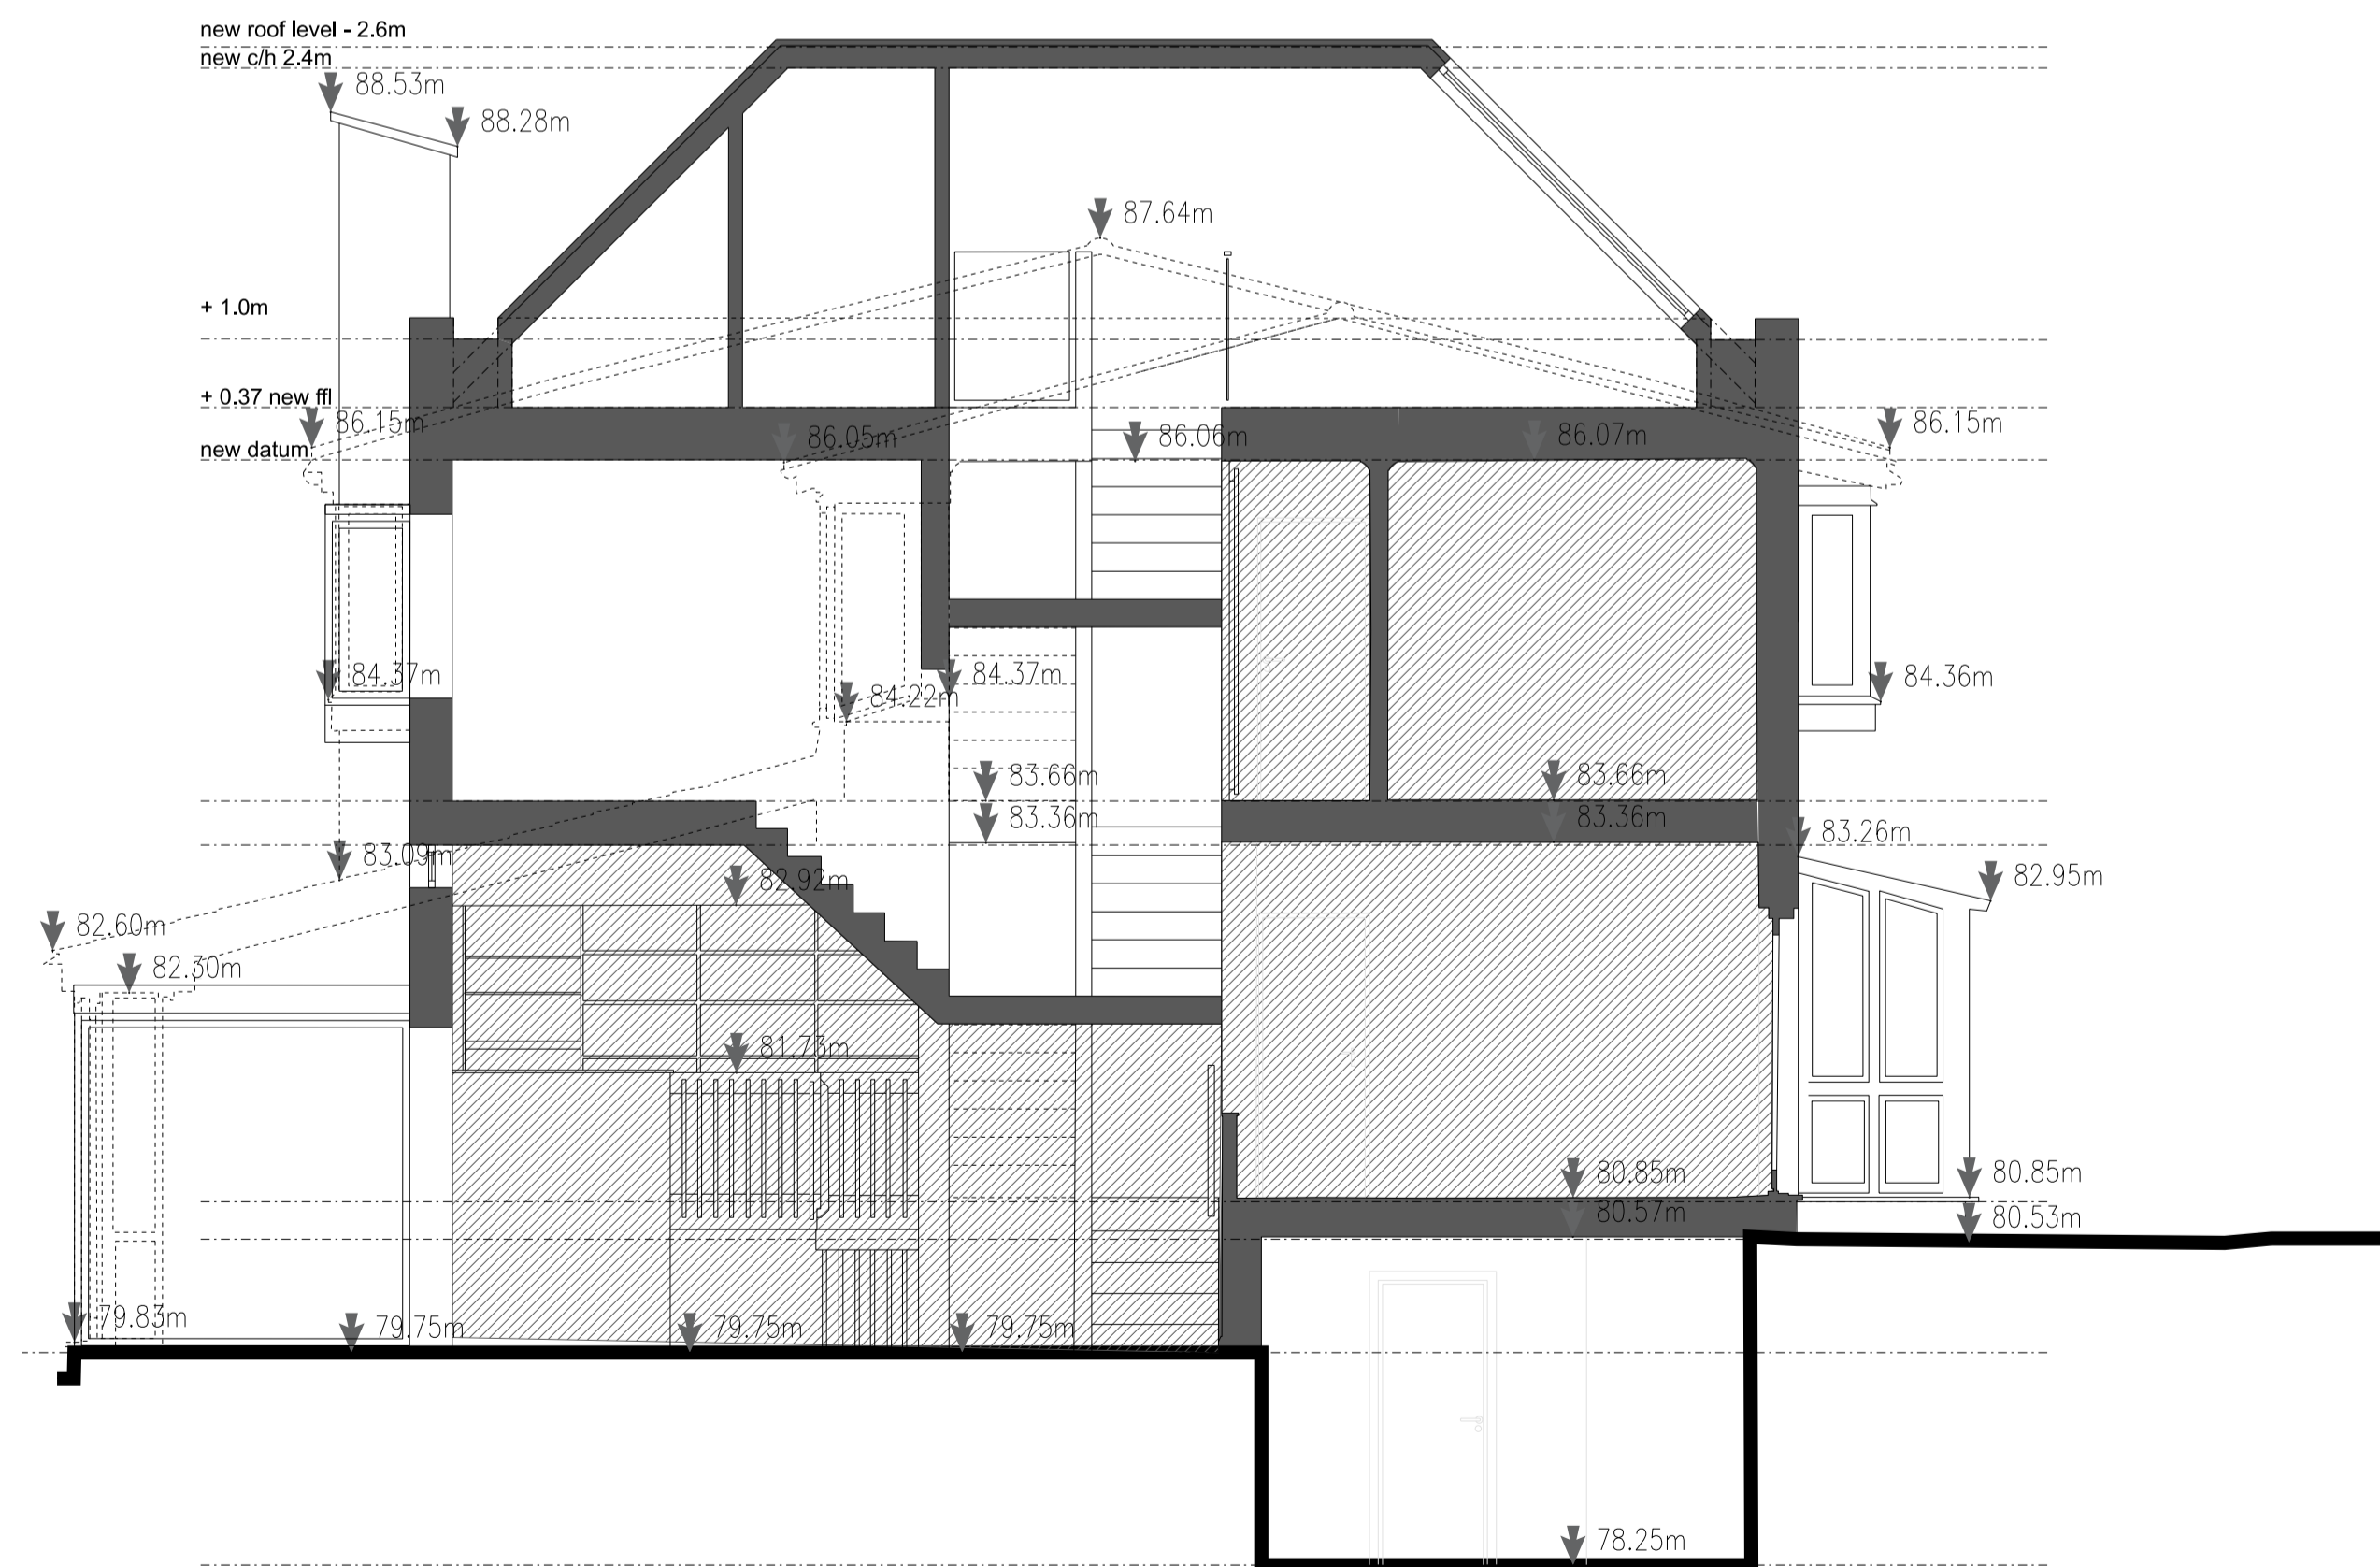 new roof level - 2.6m
new c/h 2.4m
88.53m
88.28m
87.64m
+ 1.0m
+ 0.37 new ffl
86.15m
86.05m
86.06m
86.07m
86.15m
new datum
84.37m
84.22m
84.37m
84.36m
83.66m
83.66m
83.36m
83.36m
83.26m
83.09m
82.92m
82.95m
82.60m
82.30m
81.73m
80.85m
80.85m
80.57m
80.53m
79.83m
79.75m
79.75m
79.75m
78.25m